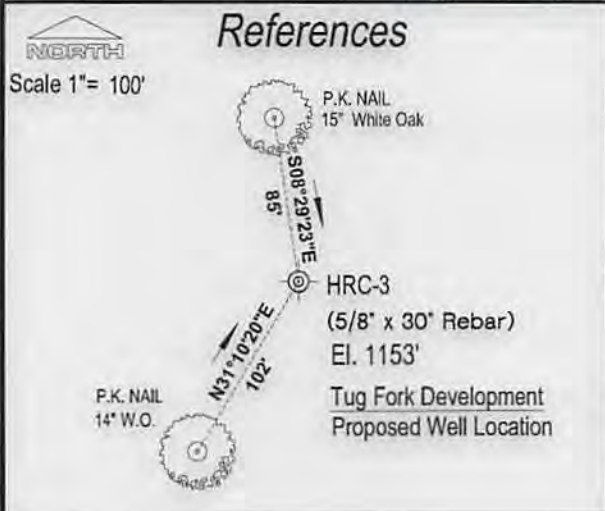 References
NORTH
Scale 1"= 100'
P.K. NAIL
15" White Oak
S08°29'23"E
85'
HRC-3
(5/8" x 30" Rebar)
El. 1153'
Tug Fork Development
Proposed Well Location
N31°10'20"E
102'
P.K. NAIL
14" W.O.